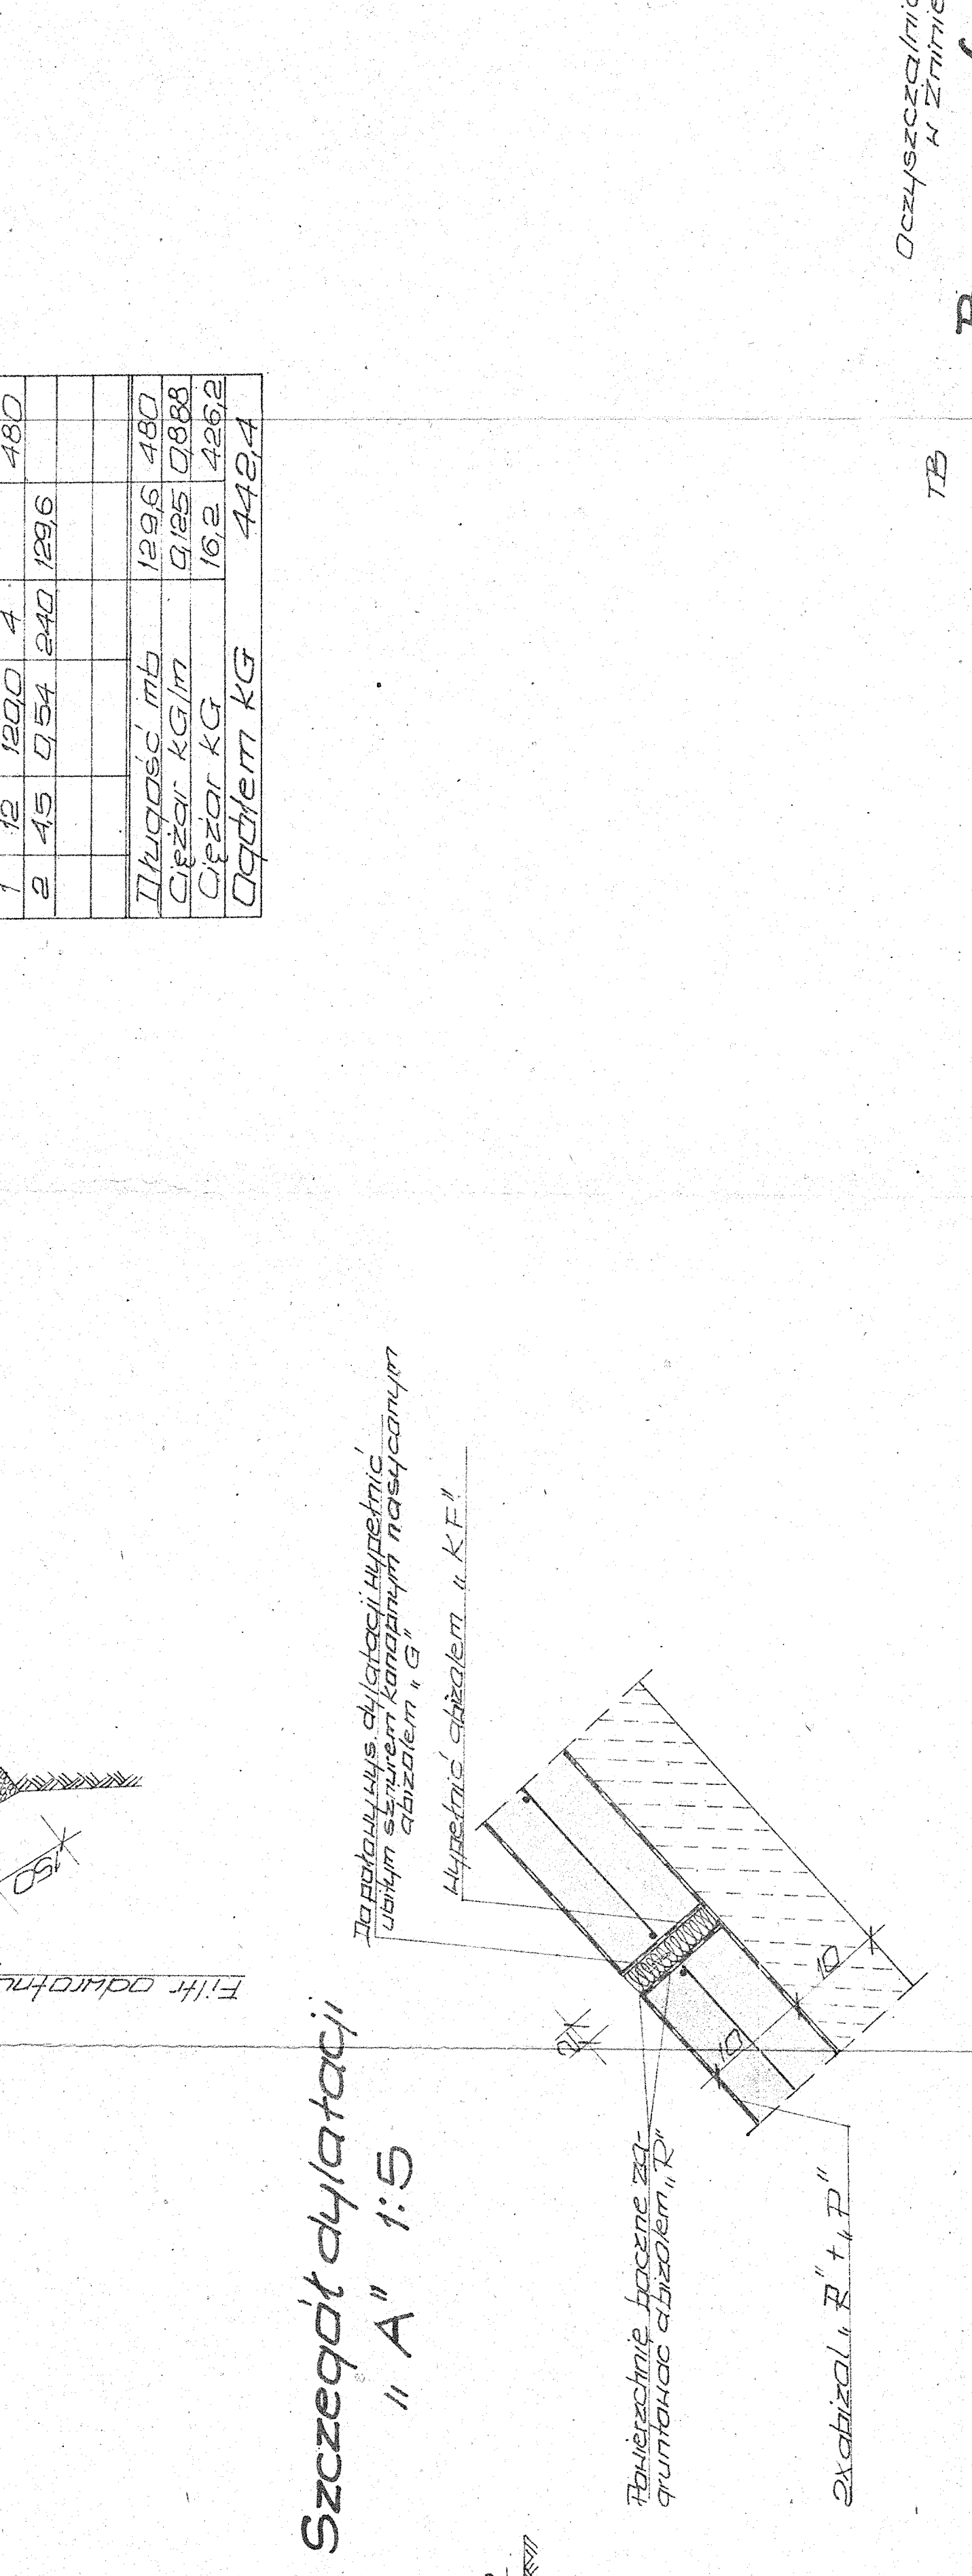 1 12 120,0 4 480
2 4,5 0,54 240 129,6
Długość mb 129,6 480
Ciężar KG/m 0,125 0,888
Ciężar KG 16,2 426,2
Ogółem KG 442,4
Szczegół dylatacji
„A" 1:5
Do połowy wys. dylatacji wypełnić
ubitym sznurem konopnym nasyconym
abizolem „G"
Wypełnić abizolem „KF"
Powierzchnie boczne za-
gruntować abizolem „R"
2x abizol „R" + „P"
2
10
10
150
Filtr odwrotny
Oczyszczalnia
w Żninie
TB